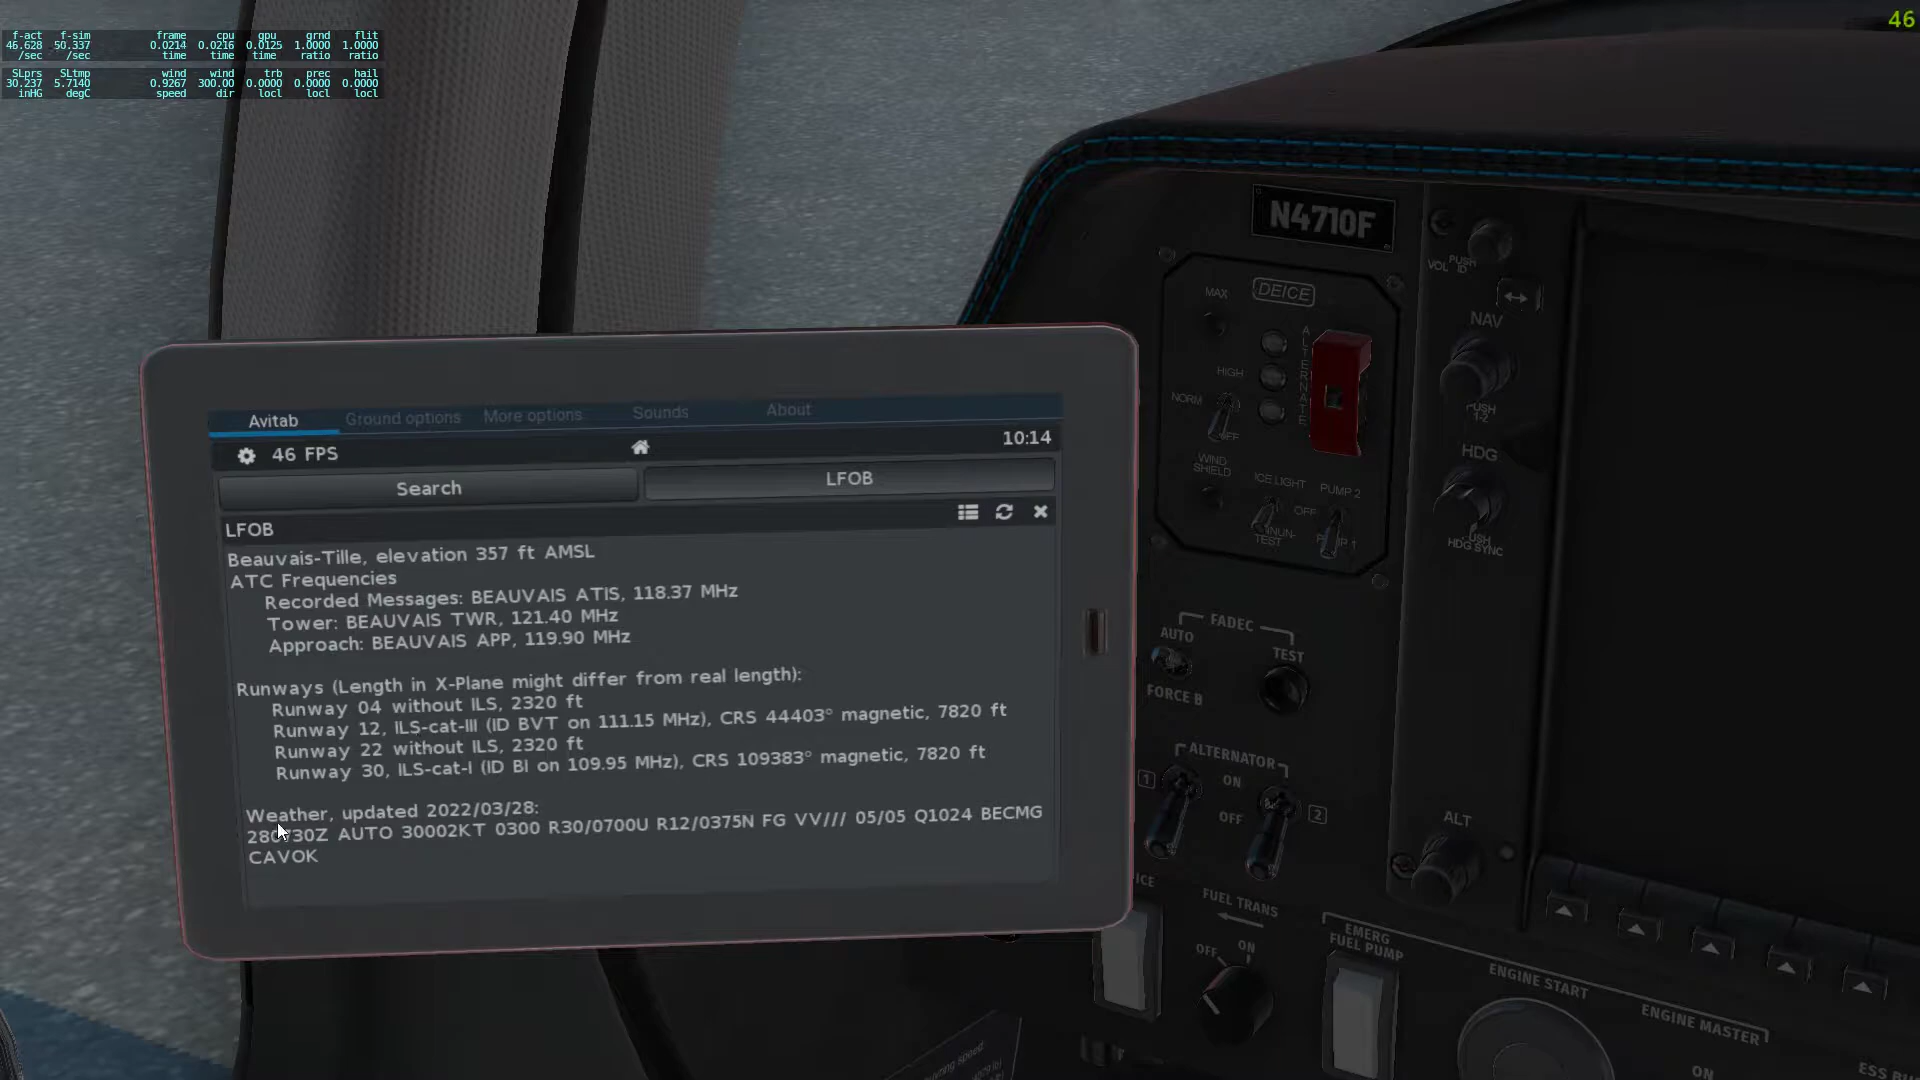 f-act f-sim frame cpu gpu grnd flit
46.628 50.337 0.0214 0.0216 0.0125 1.0000 1.0000
/sec /sec time time time ratio ratio
SLprs SLtmp wind wind trb prec hail
30.237 5.7140 0.9267 300.00 0.0000 0.0000 0.0000
inHG degC speed dir locl locl locl
46
N4710F
DEICE
MAX
HIGH
NORM
ALTERNATE
WIND
SHIELD
ICE LIGHT
PUMP 2
OFF
TEST
VOL PUSH
ID
NAV
PUSH
1-2
HDG
HDG SYNC
Avitab Ground options More options Sounds About
46 FPS
10:14
Search
LFOB
LFOB
Beauvais-Tille, elevation 357 ft AMSL
ATC Frequencies
Recorded Messages: BEAUVAIS ATIS, 118.37 MHz
Tower: BEAUVAIS TWR, 121.40 MHz
Approach: BEAUVAIS APP, 119.90 MHz
Runways (Length in X-Plane might differ from real length):
Runway 04 without ILS, 2320 ft
Runway 12, ILS-cat-III (ID BVT on 111.15 MHz), CRS 44403° magnetic, 7820 ft
Runway 22 without ILS, 2320 ft
Runway 30, ILS-cat-I (ID BI on 109.95 MHz), CRS 109383° magnetic, 7820 ft
Weather, updated 2022/03/28:
AUTO 30002KT 0300 R30/0700U R12/0375N FG VV/// 05/05 Q1024 BECMG
CAVOK
FADEC
AUTO
TEST
FORCE B
ALTERNATOR
1 ON
OFF 2
ALT
ICE
FUEL TRANS
OFF ON
EMERG
FUEL PUMP
ENGINE START
ENGINE MASTER
ON